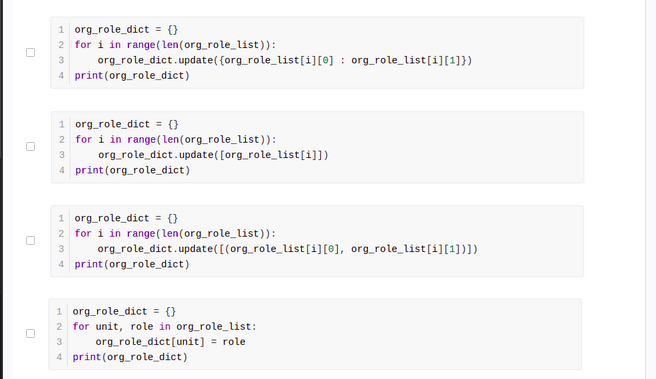 1 org_role_dict = {}
2 for i in range(len(org_role_list)):
3     org_role_dict.update({org_role_list[i][0] : org_role_list[i][1]})
4 print(org_role_dict)
1 org_role_dict = {}
2 for i in range(len(org_role_list)):
3     org_role_dict.update([org_role_list[i]])
4 print(org_role_dict)
1 org_role_dict = {}
2 for i in range(len(org_role_list)):
3     org_role_dict.update([(org_role_list[i][0], org_role_list[i][1])])
4 print(org_role_dict)
1 org_role_dict = {}
2 for unit, role in org_role_list:
3     org_role_dict[unit] = role
4 print(org_role_dict)